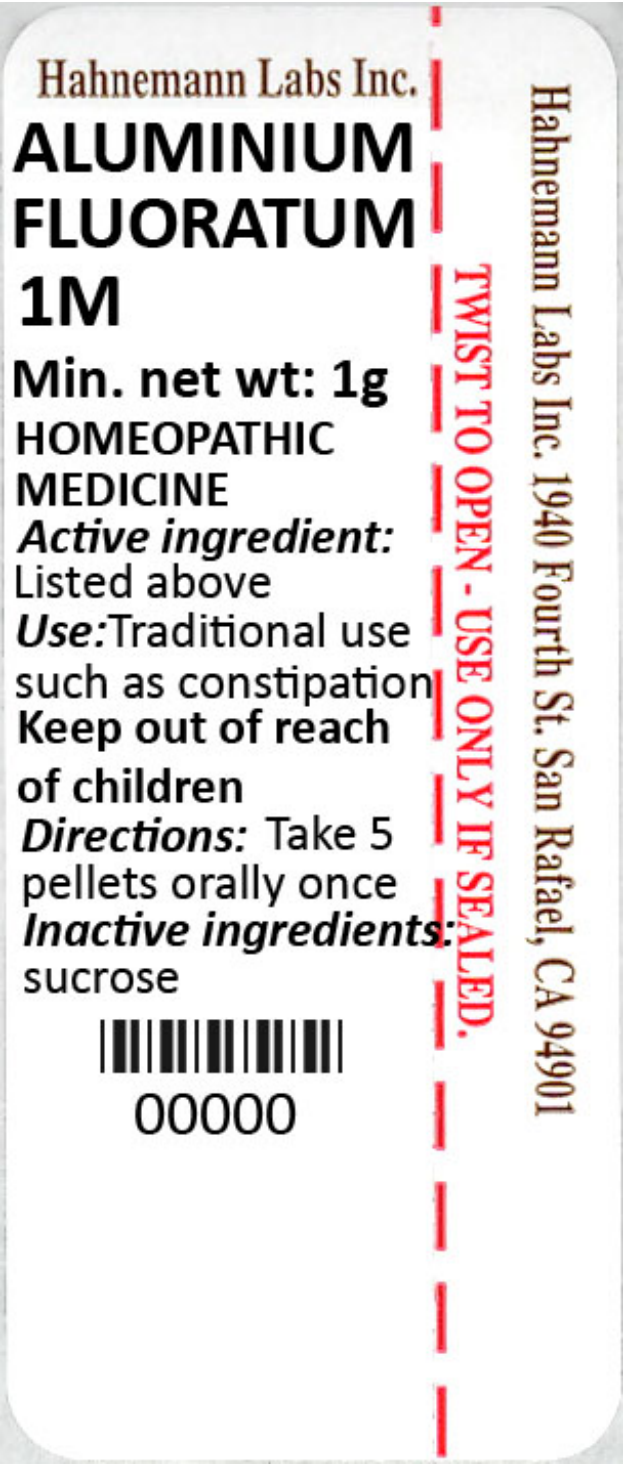 Hahnemann Labs Inc.
ALUMINIUM
FLUORATUM
1M
Min. net wt: 1g
HOMEOPATHIC
MEDICINE
Active ingredient:
Listed above
Use:Traditional use
such as constipation
Keep out of reach
of children
Directions: Take 5
pellets orally once
Inactive ingredients:
sucrose
00000
TWIST TO OPEN - USE ONLY IF SEALED.
Hahnemann Labs Inc. 1940 Fourth St. San Rafael, CA 94901